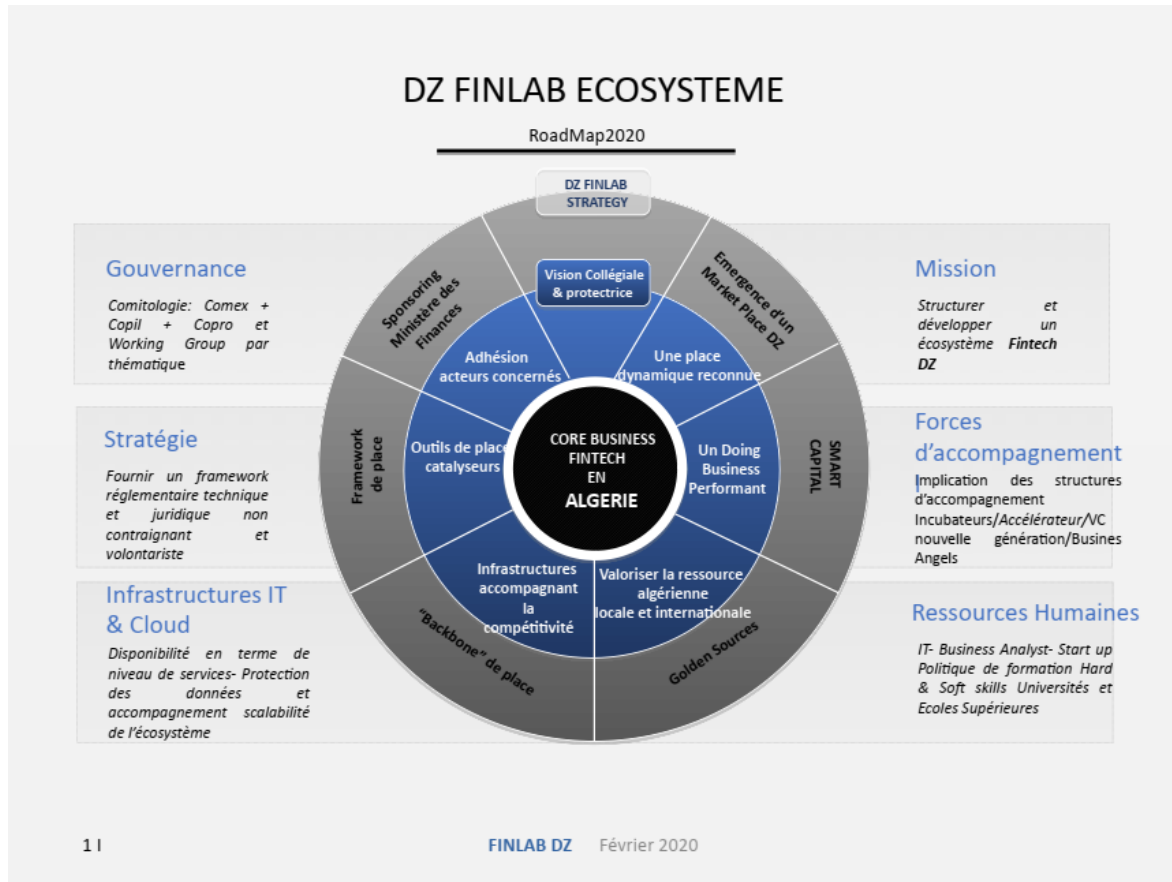 DZ FINLAB ECOSYSTEME
RoadMap2020
DZ FINLAB
STRATEGY
Gouvernance
Comitologie: Comex +
Copil + Copro et
Working Group par
thématique
Stratégie
Fournir un framework
réglementaire technique
et juridique non
contraignant et
volontariste
Infrastructures IT
& Cloud
Disponibilité en terme de
niveau de services- Protection
des données et
accompagnement scalabilité
de l'écosystème
Sponsoring
Ministère des
Finances
Framework
de place
"Backbone" de place
Golden Sources
SMART
CAPITAL
Emergence d'un
Market Place DZ
Vision Collégiale
& protectrice
Adhésion
acteurs concernés
Une place
dynamique reconnue
Outils de place
catalyseurs
Un Doing
Business
Performant
Infrastructures
accompagnant
la
compétitivité
Valoriser la ressource
algérienne
locale et internationale
CORE BUSINESS
FINTECH
EN
ALGERIE
Mission
Structurer et
développer un
écosystème Fintech
DZ
Forces
d'accompagnement
Implication des structures
d'accompagnement
Incubateurs/Accélérateur/VC
nouvelle génération/Busines
Angels
Ressources Humaines
IT- Business Analyst- Start up
Politique de formation Hard
& Soft skills Universités et
Ecoles Supérieures
1 I
FINLAB DZ Février 2020